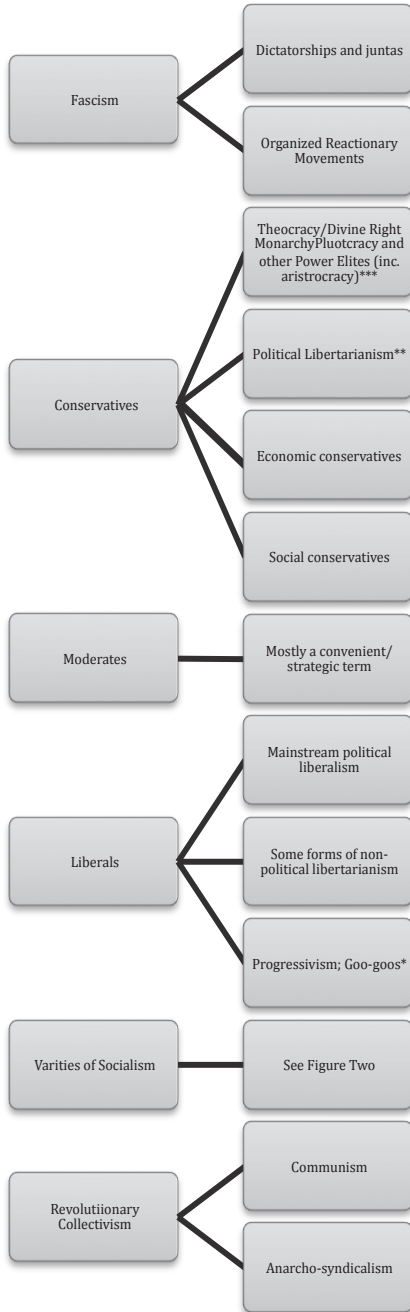 Fascism
Dictatorships and juntas
Organized Reactionary
Movements
Conservatives
Theocracy/Divine Right
MonarchyPluotcracy and
other Power Elites (inc.
aristrocracy)***
Political Libertarianism**
Economic conservatives
Social conservatives
Moderates
Mostly a convenient/
strategic term
Liberals
Mainstream political
liberalism
Some forms of non-
political libertarianism
Progressivism; Goo-goos*
Varities of Socialism
See Figure Two
Revolutiionary
Collectivism
Communism
Anarcho-syndicalism